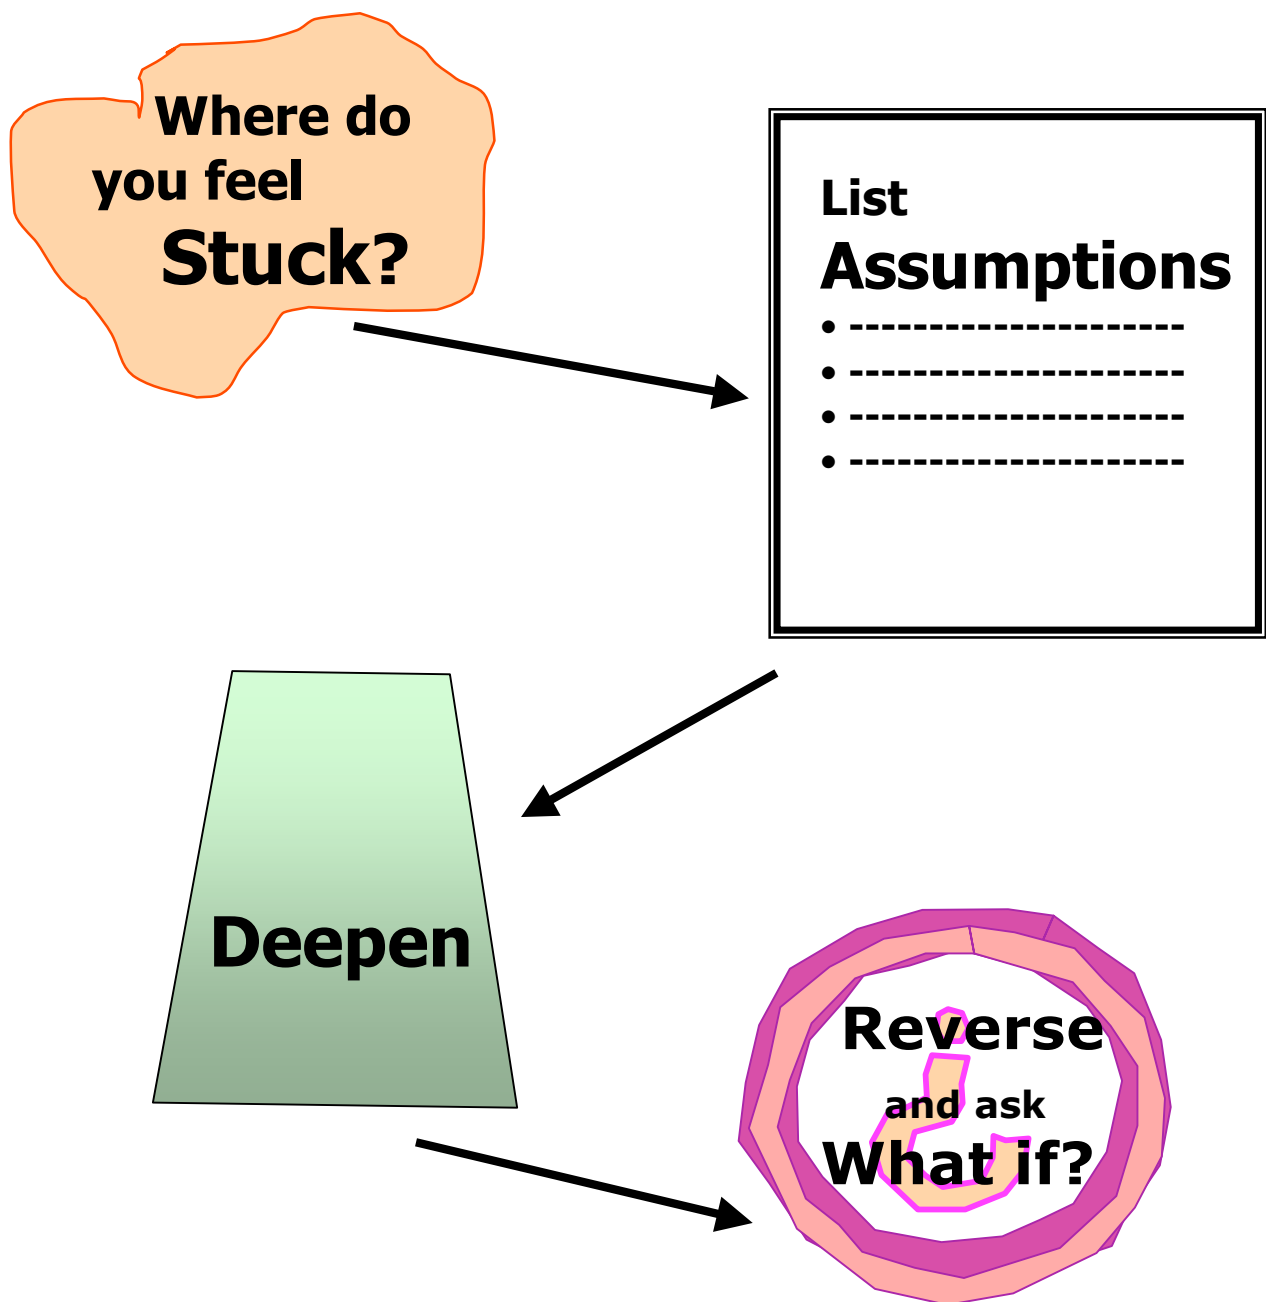 Where do
you feel
Stuck?
List
Assumptions
• ---------------------
• ---------------------
• ---------------------
• ---------------------
Deepen
Reverse
and ask
What if?
¿